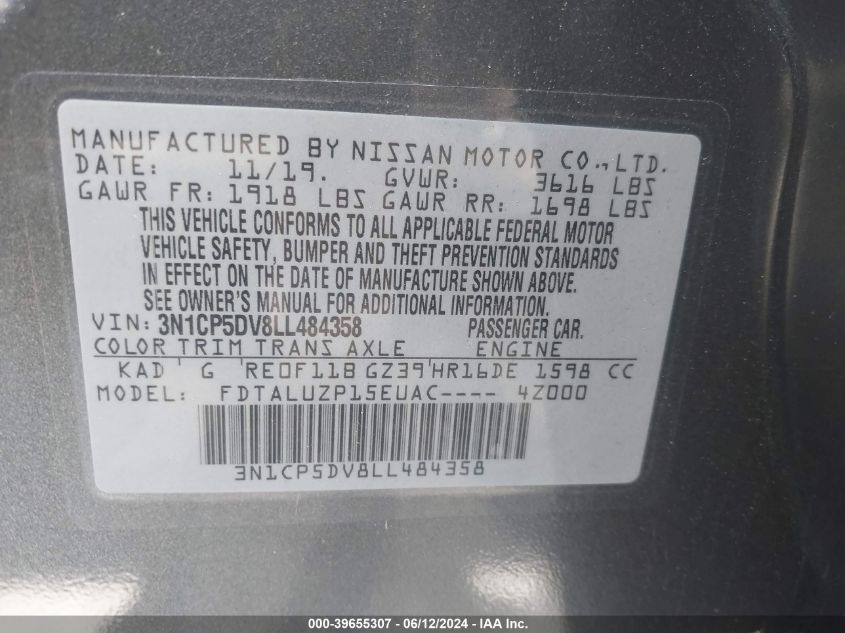 MANUFACTURED BY NISSAN MOTOR CO., LTD.
DATE: 11/19. GVWR: 3616 LBS
GAWR FR: 1918 LBS GAWR RR: 1698 LBS
THIS VEHICLE CONFORMS TO ALL APPLICABLE FEDERAL MOTOR
VEHICLE SAFETY, BUMPER AND THEFT PREVENTION STANDARDS
IN EFFECT ON THE DATE OF MANUFACTURE SHOWN ABOVE.
SEE OWNER'S MANUAL FOR ADDITIONAL INFORMATION.
VIN: 3N1CP5DV8LL484358 PASSENGER CAR.
COLOR TRIM TRANS AXLE ENGINE
KAD G RE0F11B GZ39 HR16DE 1598 CC
MODEL: FDTALUZP15EUAC---- 4Z000
3N1CP5DV8LL484358
000-39655307 - 06/12/2024 - IAA Inc.